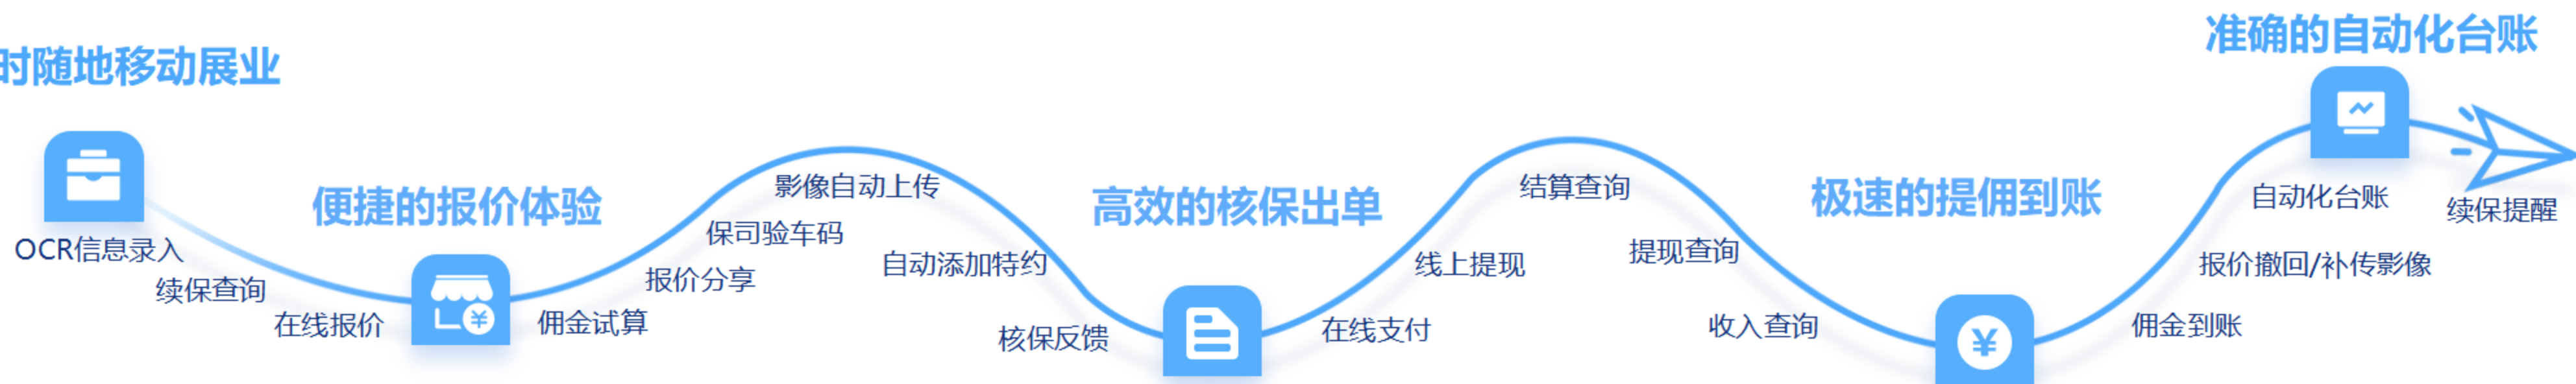 时随地移动展业
OCR信息录入
续保查询
在线报价
便捷的报价体验
佣金试算
报价分享
保司验车码
影像自动上传
自动添加特约
核保反馈
高效的核保出单
在线支付
线上提现
结算查询
提现查询
收入查询
极速的提佣到账
¥
佣金到账
报价撤回/补传影像
自动化台账
准确的自动化台账
续保提醒